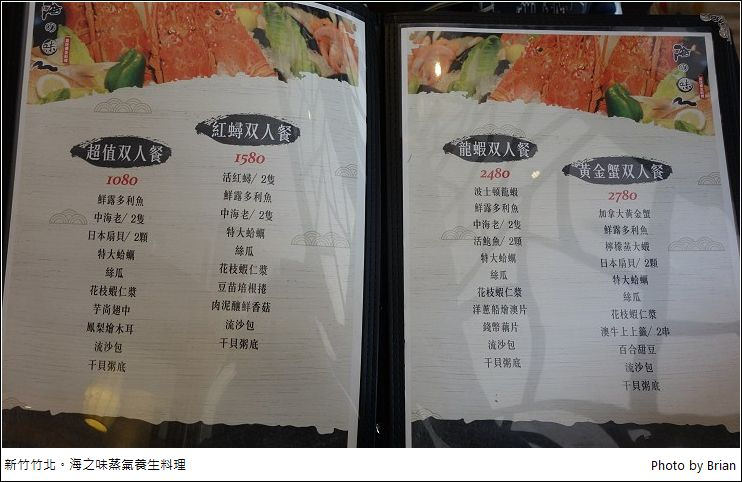 海の味
超值双人餐
1080
鮮露多利魚
中海老/ 2隻
日本扇貝/ 2顆
特大蛤蠣
絲瓜
花枝蝦仁漿
芋尚翅中
鳳梨燴木耳
流沙包
干貝粥底
紅蟳双人餐
1580
活紅蟳/ 2隻
鮮露多利魚
中海老/ 2隻
特大蛤蠣
絲瓜
花枝蝦仁漿
豆苗培根捲
肉泥釀鮮香菇
流沙包
干貝粥底
海の味
龍蝦双人餐
2480
波士頓龍蝦
鮮露多利魚
中海老/ 2隻
活鮑魚/ 2顆
特大蛤蠣
絲瓜
花枝蝦仁漿
洋蔥船燴澳片
錢幣藕片
流沙包
干貝粥底
黃金蟹双人餐
2780
加拿大黃金蟹
鮮露多利魚
檸檬蒸大蝦
日本扇貝/ 2顆
特大蛤蠣
絲瓜
花枝蝦仁漿
澳牛上上籤/ 2串
百合甜豆
流沙包
干貝粥底
新竹竹北。海之味蒸氣養生料理
Photo by Brian